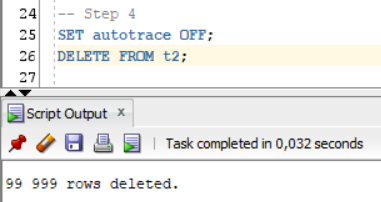 24 -- Step 4
25 SET autotrace OFF;
26 DELETE FROM t2;
27
Script Output x
Task completed in 0,032 seconds
99 999 rows deleted.